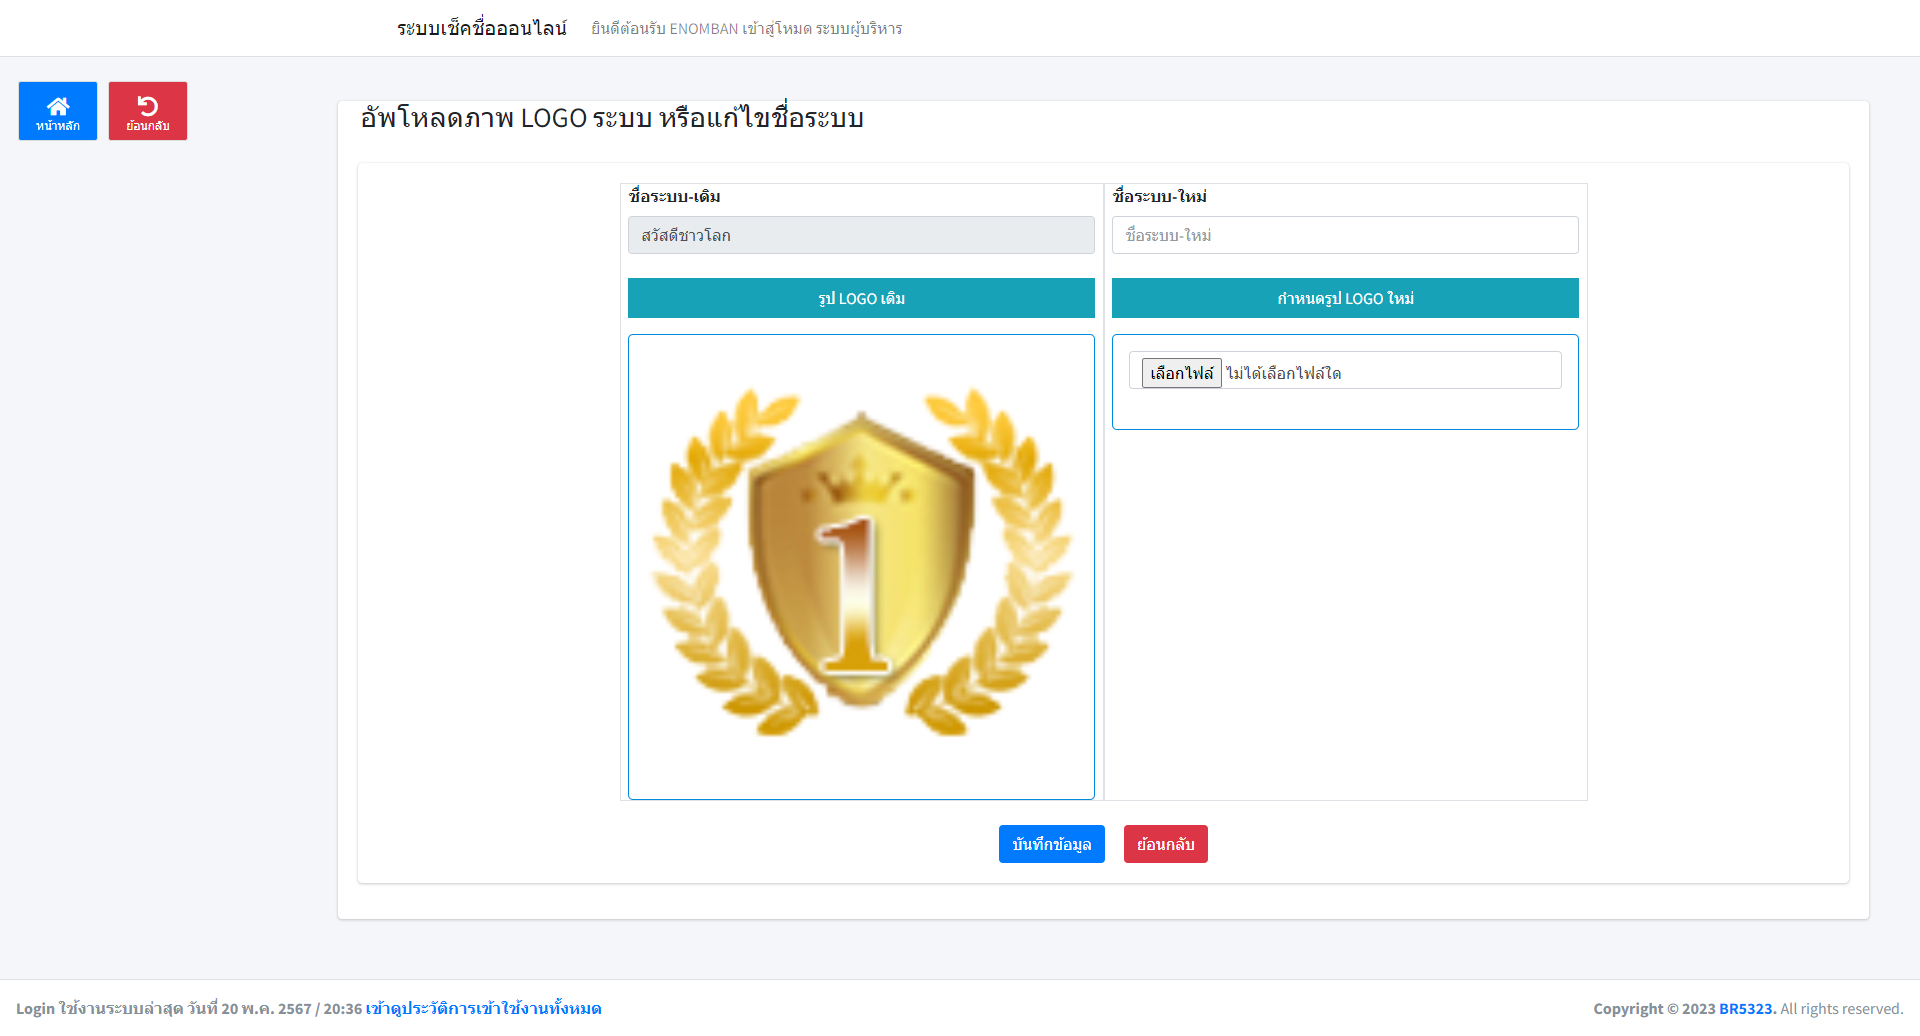 ระบบเช็คชื่อออนไลน์ ยินดีต้อนรับ ENOMBAN เข้าสู่โหมด ระบบผู้บริหาร
หน้าหลัก ย้อนกลับ
อัพโหลดภาพ LOGO ระบบ หรือแก้ไขชื่อระบบ
ชื่อระบบ-เดิม ชื่อระบบ-ใหม่
สวัสดีชาวโลก ชื่อระบบ-ใหม่
รูป LOGO เดิม กำหนดรูป LOGO ใหม่
เลือกไฟล์ ไม่ได้เลือกไฟล์ใด
1
บันทึกข้อมูล ย้อนกลับ
Login ใช้งานระบบล่าสุด วันที่ 20 พ.ค. 2567 / 20:36 เข้าดูประวัติการเข้าใช้งานทั้งหมด Copyright © 2023 BR5323. All rights reserved.